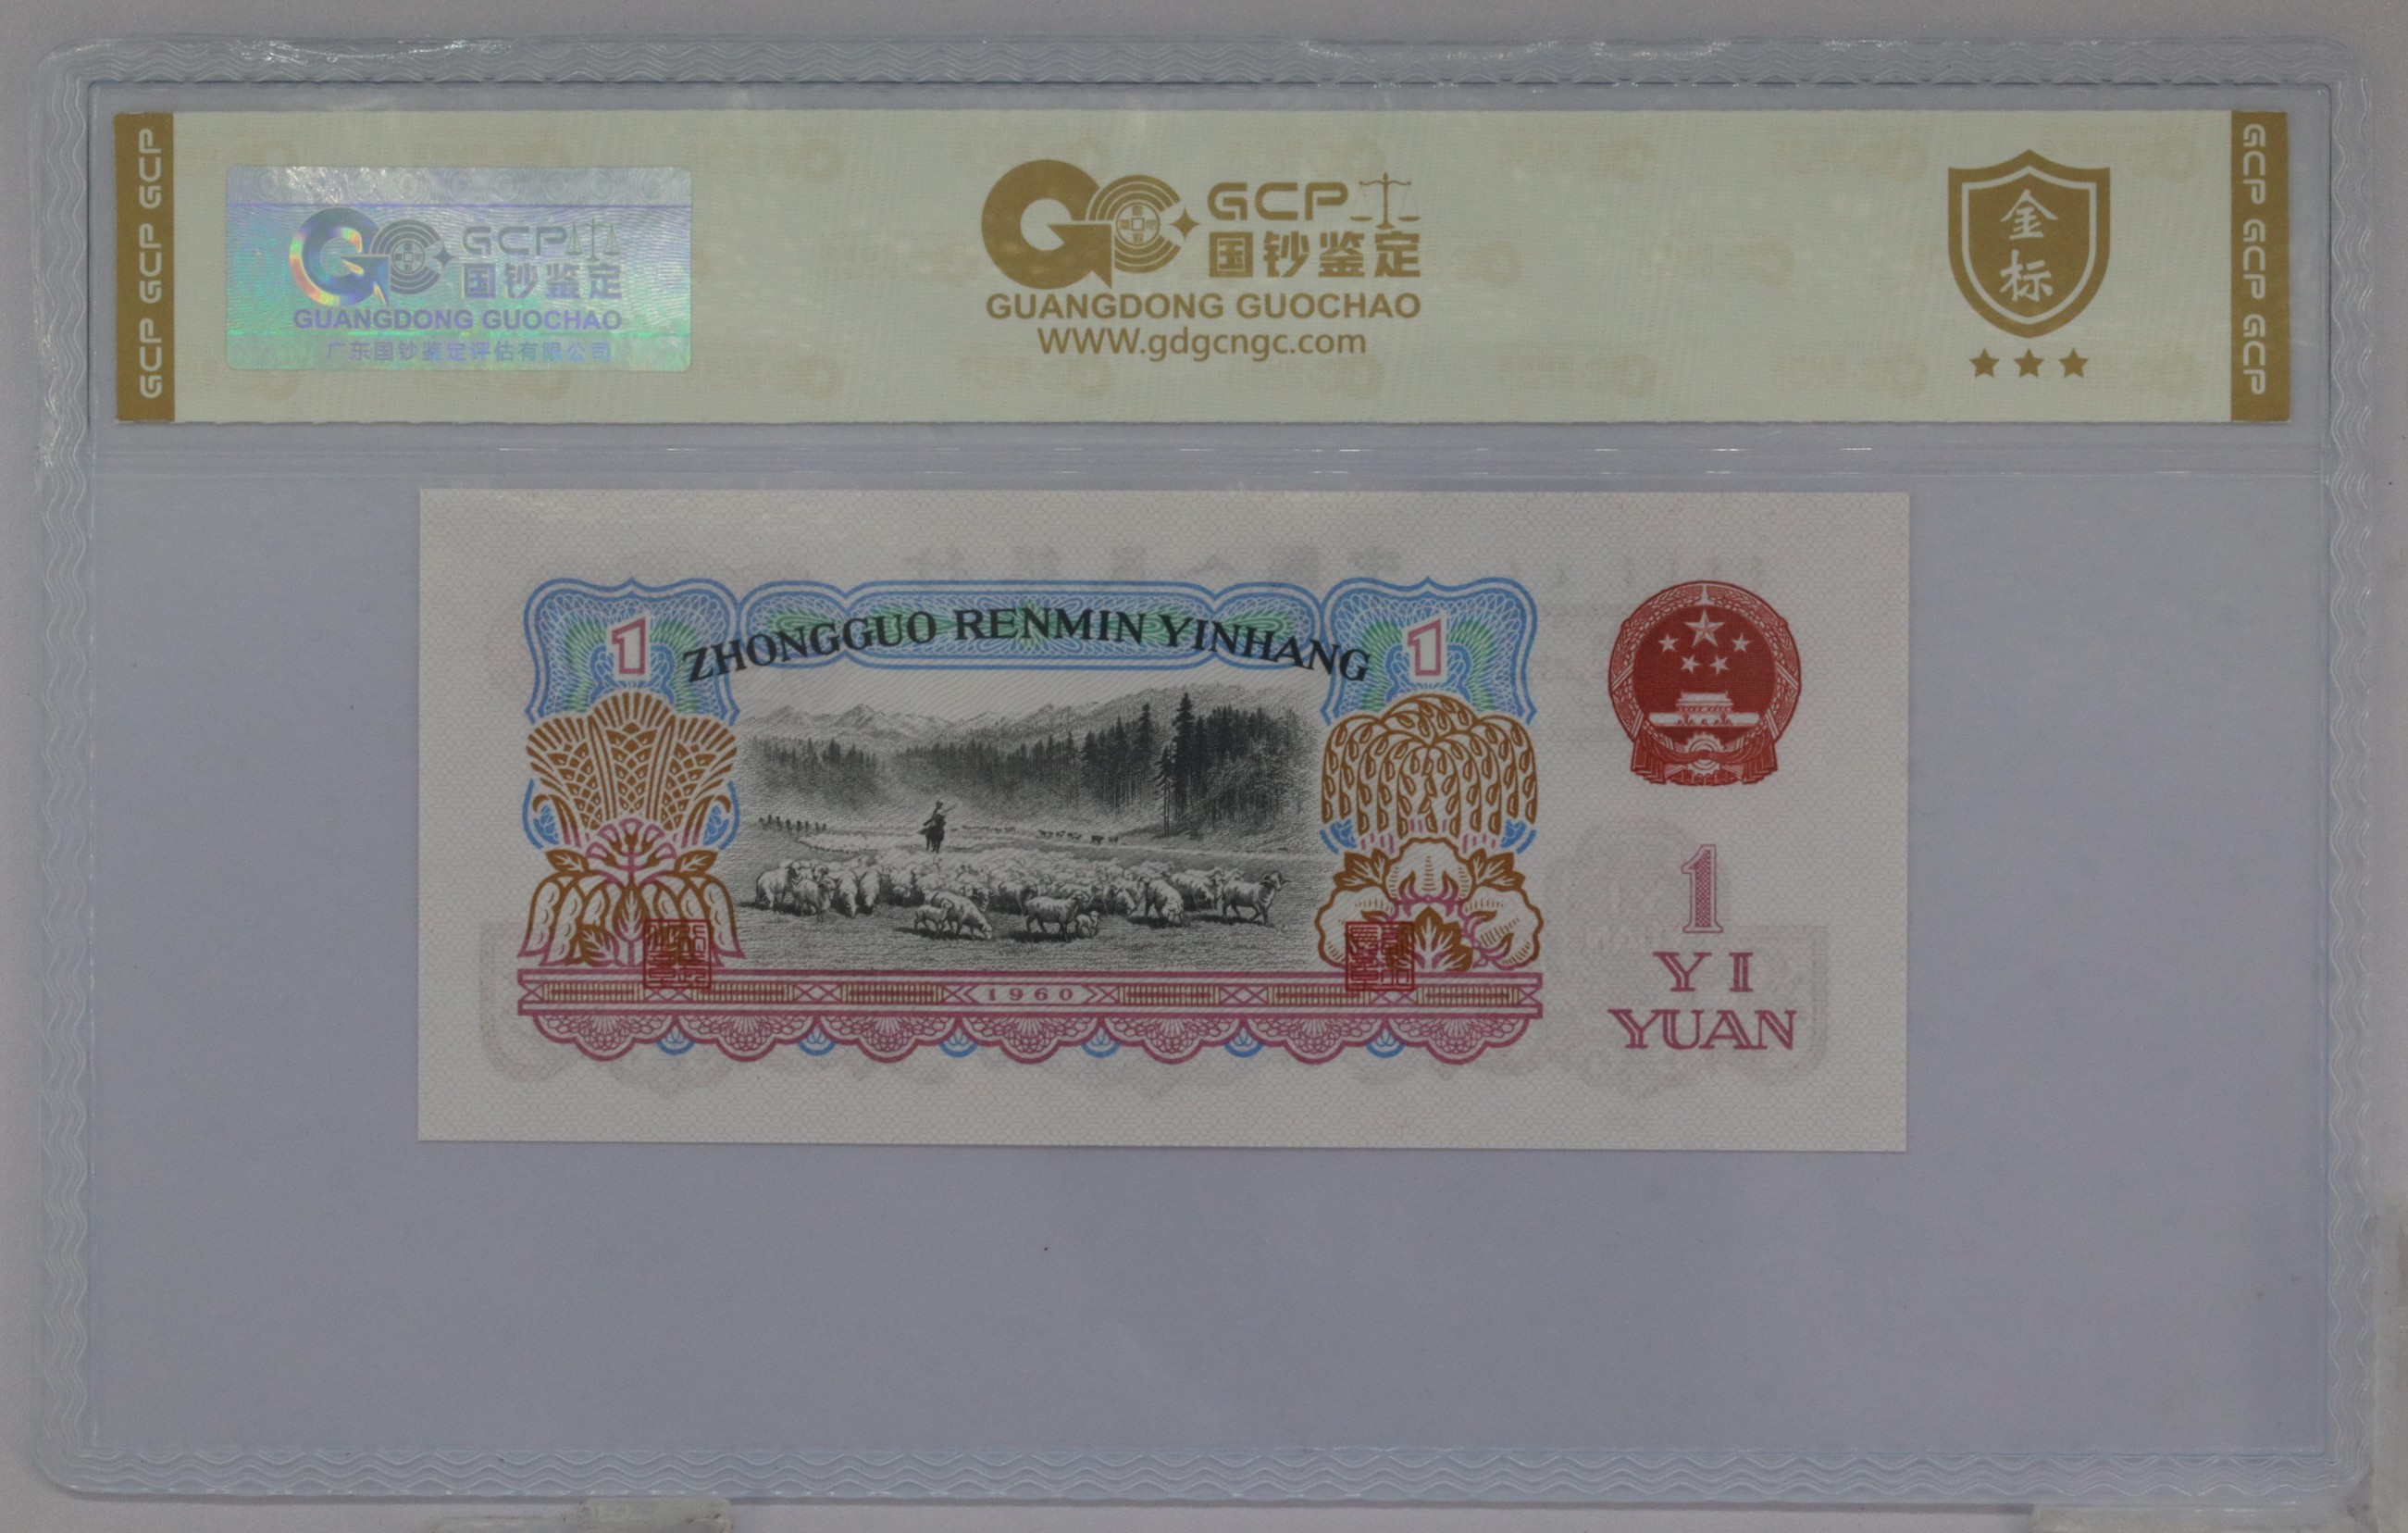 GCP GCP GCP
GCP
国钞鉴定
GUANGDONG GUOCHAO
广东国钞鉴定评估有限公司
GCP
国钞鉴定
GUANGDONG GUOCHAO
WWW.gdgcngc.com
金
标
GCP GCP GCP
1
ZHONGGUO RENMIN YINHANG
1
1
YI
YUAN
1960